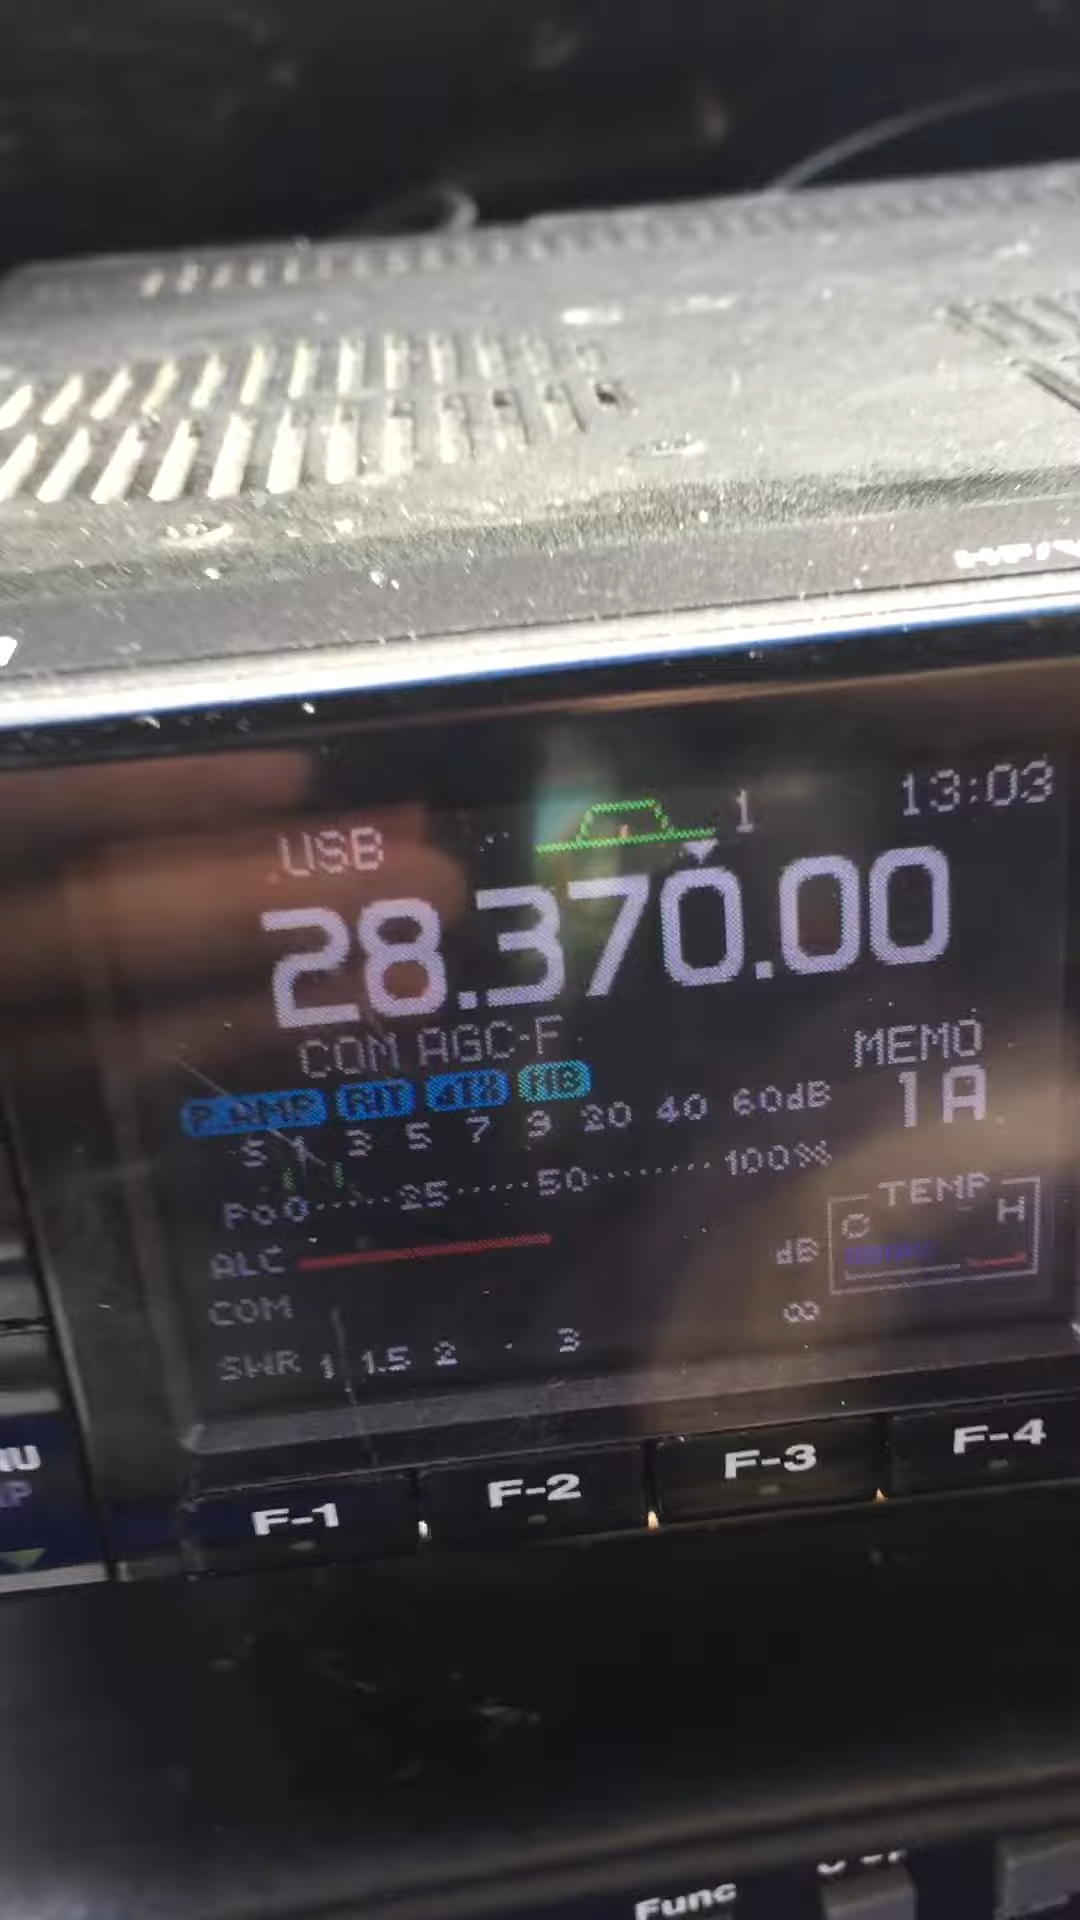 13:03
USB 1
28.370.00
COM AGC-F
MEMO
P.AMP RIT NB
1A
S 1 3 5 7 9 20 40 60dB
Po 0 25 50 100%
TEMP
C H
ALC dB
COM ∞
SWR 1 1.5 2 3
F-1 F-2 F-3 F-4
Func